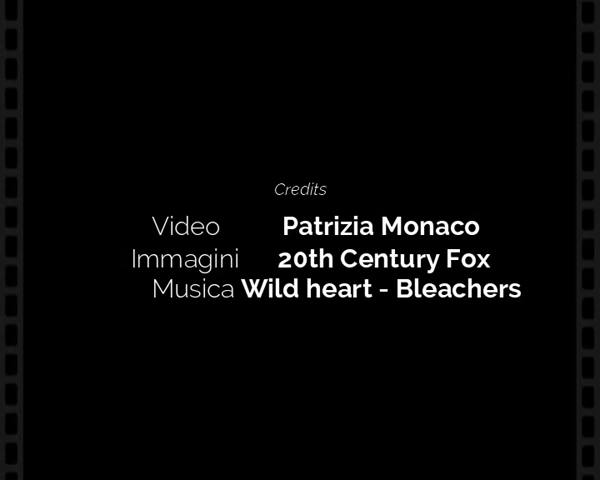 Credits
Video Patrizia Monaco
Immagini 20th Century Fox
Musica Wild heart - Bleachers